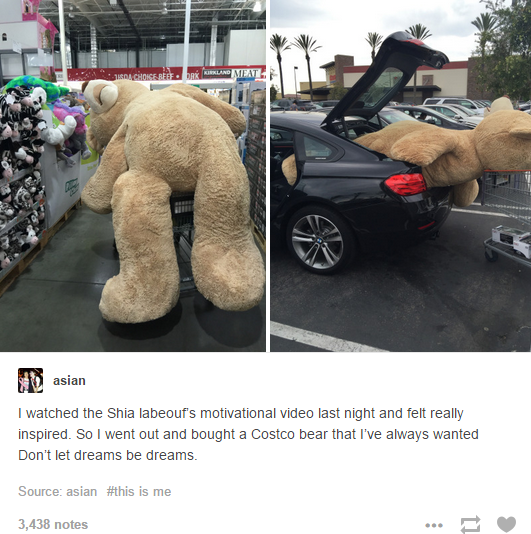 USDA CHOICE BEEF • PORK
KIRKLAND MEAT
asian
I watched the Shia labeouf's motivational video last night and felt really
inspired. So I went out and bought a Costco bear that I've always wanted
Don't let dreams be dreams.
Source: asian #this is me
3,438 notes